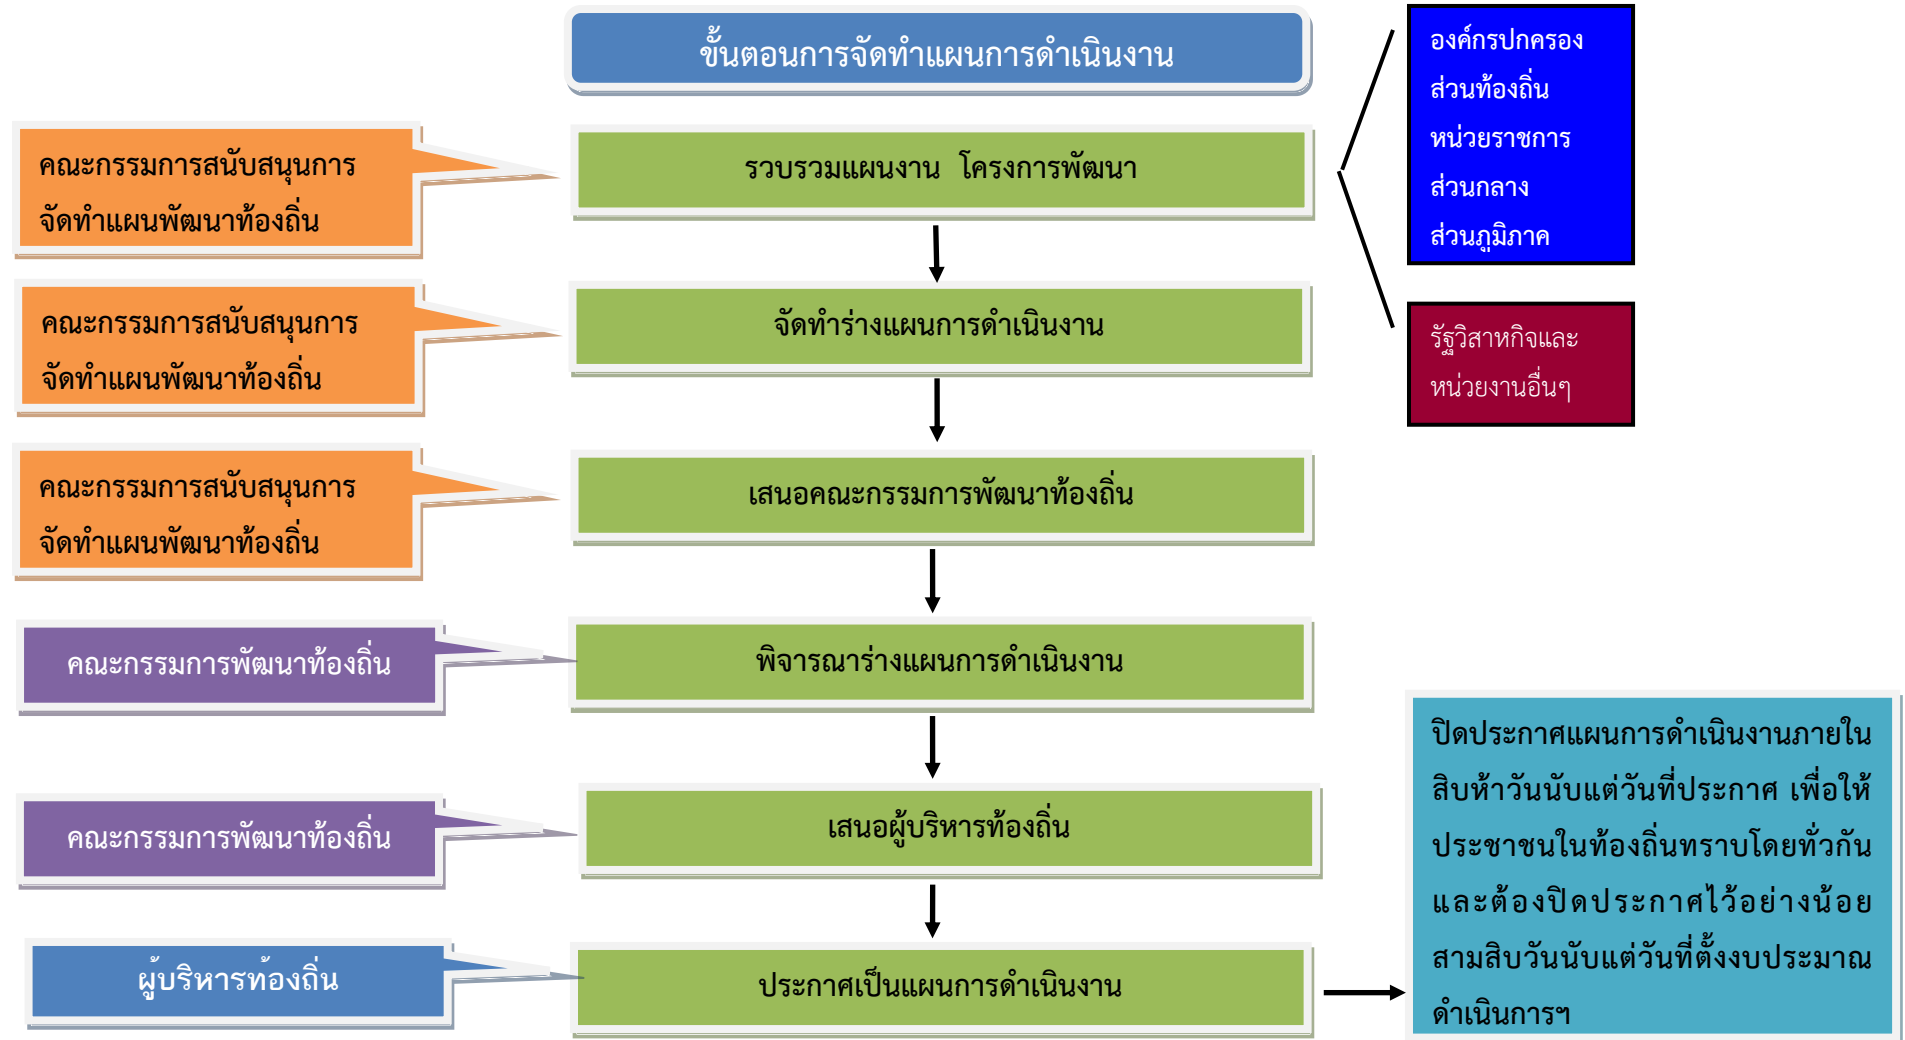 ขั้นตอนการจัดทำแผนการดำเนินงาน
องค์กรปกครอง
ส่วนท้องถิ่น
หน่วยราชการ
ส่วนกลาง
ส่วนภูมิภาค
คณะกรรมการสนับสนุนการ
จัดทำแผนพัฒนาท้องถิ่น
รวบรวมแผนงาน โครงการพัฒนา
รัฐวิสาหกิจและ
หน่วยงานอื่นๆ
คณะกรรมการสนับสนุนการ
จัดทำแผนพัฒนาท้องถิ่น
จัดทำร่างแผนการดำเนินงาน
คณะกรรมการสนับสนุนการ
จัดทำแผนพัฒนาท้องถิ่น
เสนอคณะกรรมการพัฒนาท้องถิ่น
คณะกรรมการพัฒนาท้องถิ่น
พิจารณาร่างแผนการดำเนินงาน
คณะกรรมการพัฒนาท้องถิ่น
เสนอผู้บริหารท้องถิ่น
ผู้บริหารท้องถิ่น
ประกาศเป็นแผนการดำเนินงาน
ปิดประกาศแผนการดำเนินงานภายใน
สิบห้าวันนับแต่วันที่ประกาศ เพื่อให้
ประชาชนในท้องถิ่นทราบโดยทั่วกัน
และต้องปิดประกาศไว้อย่างน้อย
สามสิบวันนับแต่วันที่ตั้งงบประมาณ
ดำเนินการฯ